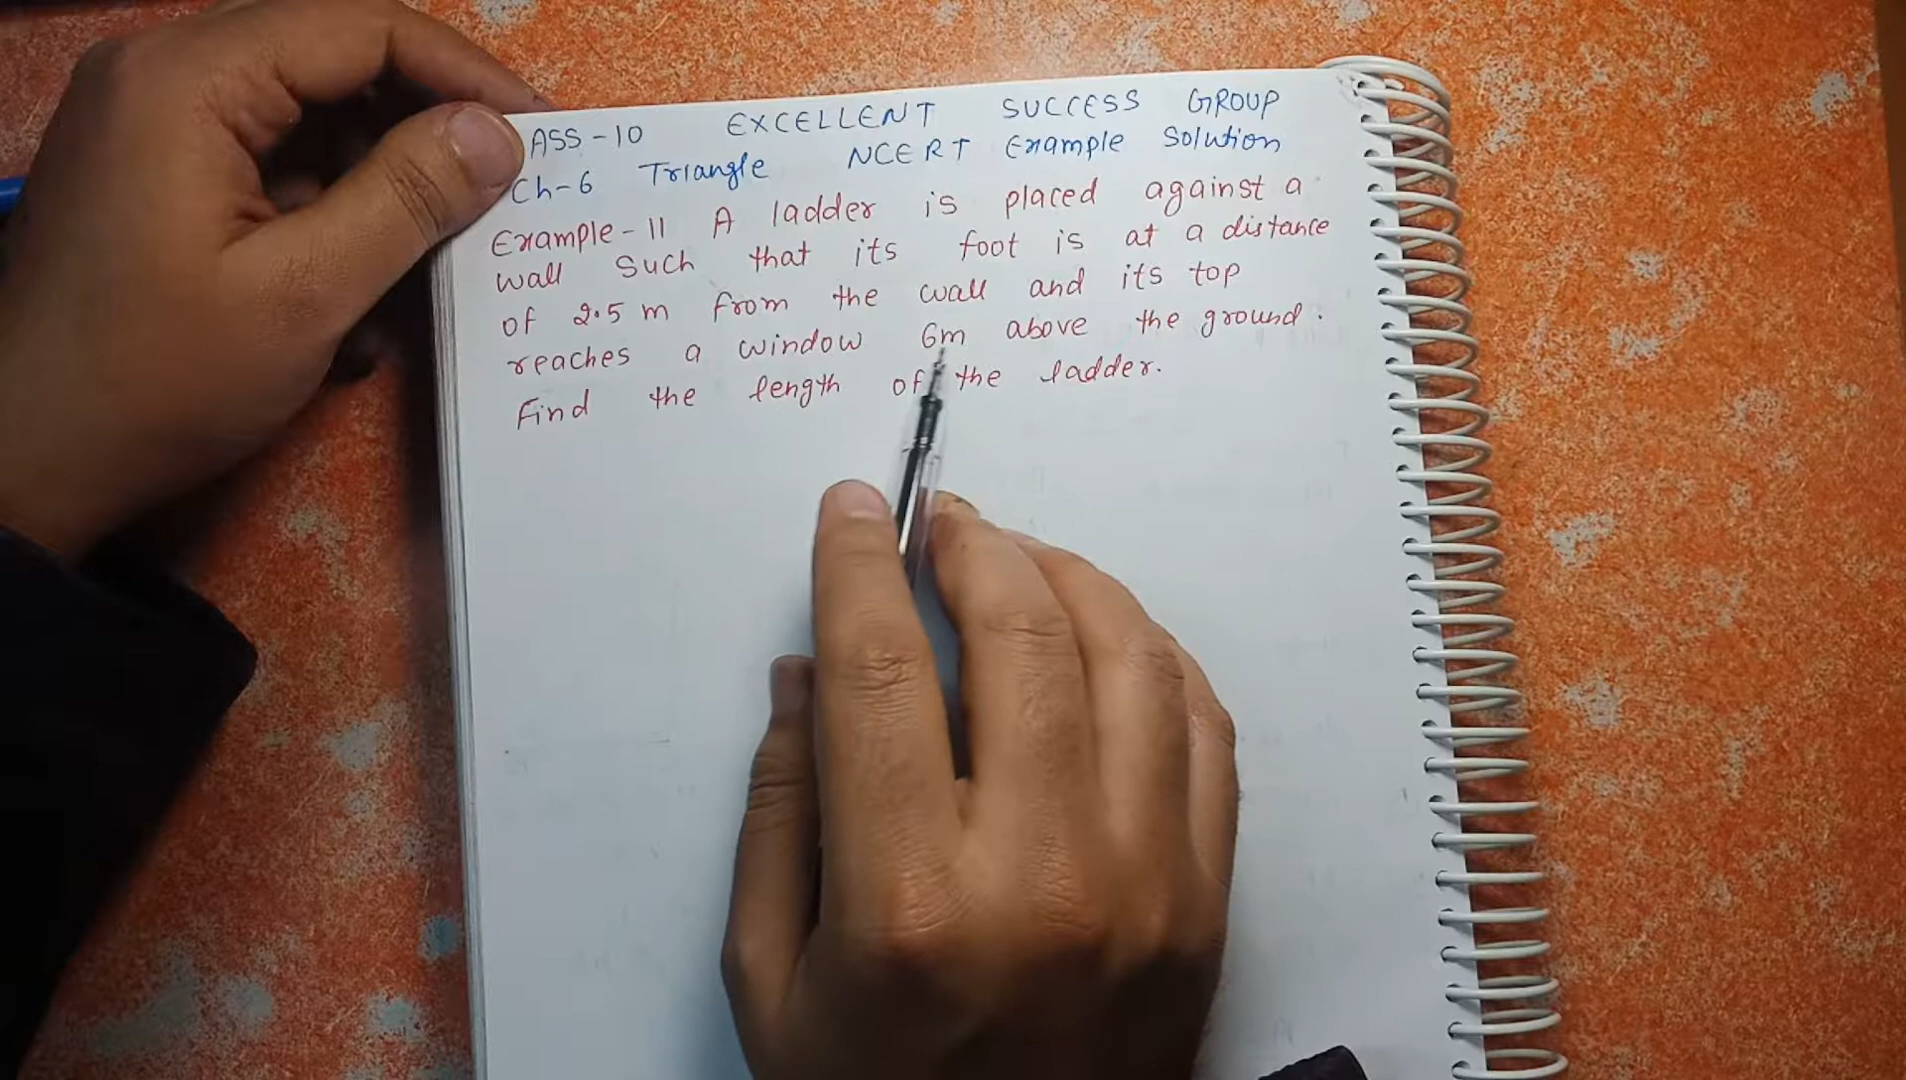 ASS-10 EXCELLENT SUCCESS GROUP
Ch-6 Triangle NCERT Example Solution
Example-11 A ladder is placed against a
wall Such that its foot is at a distance
of 2.5 m from the wall and its top
reaches a window 6m above the ground.
Find the length of the ladder.